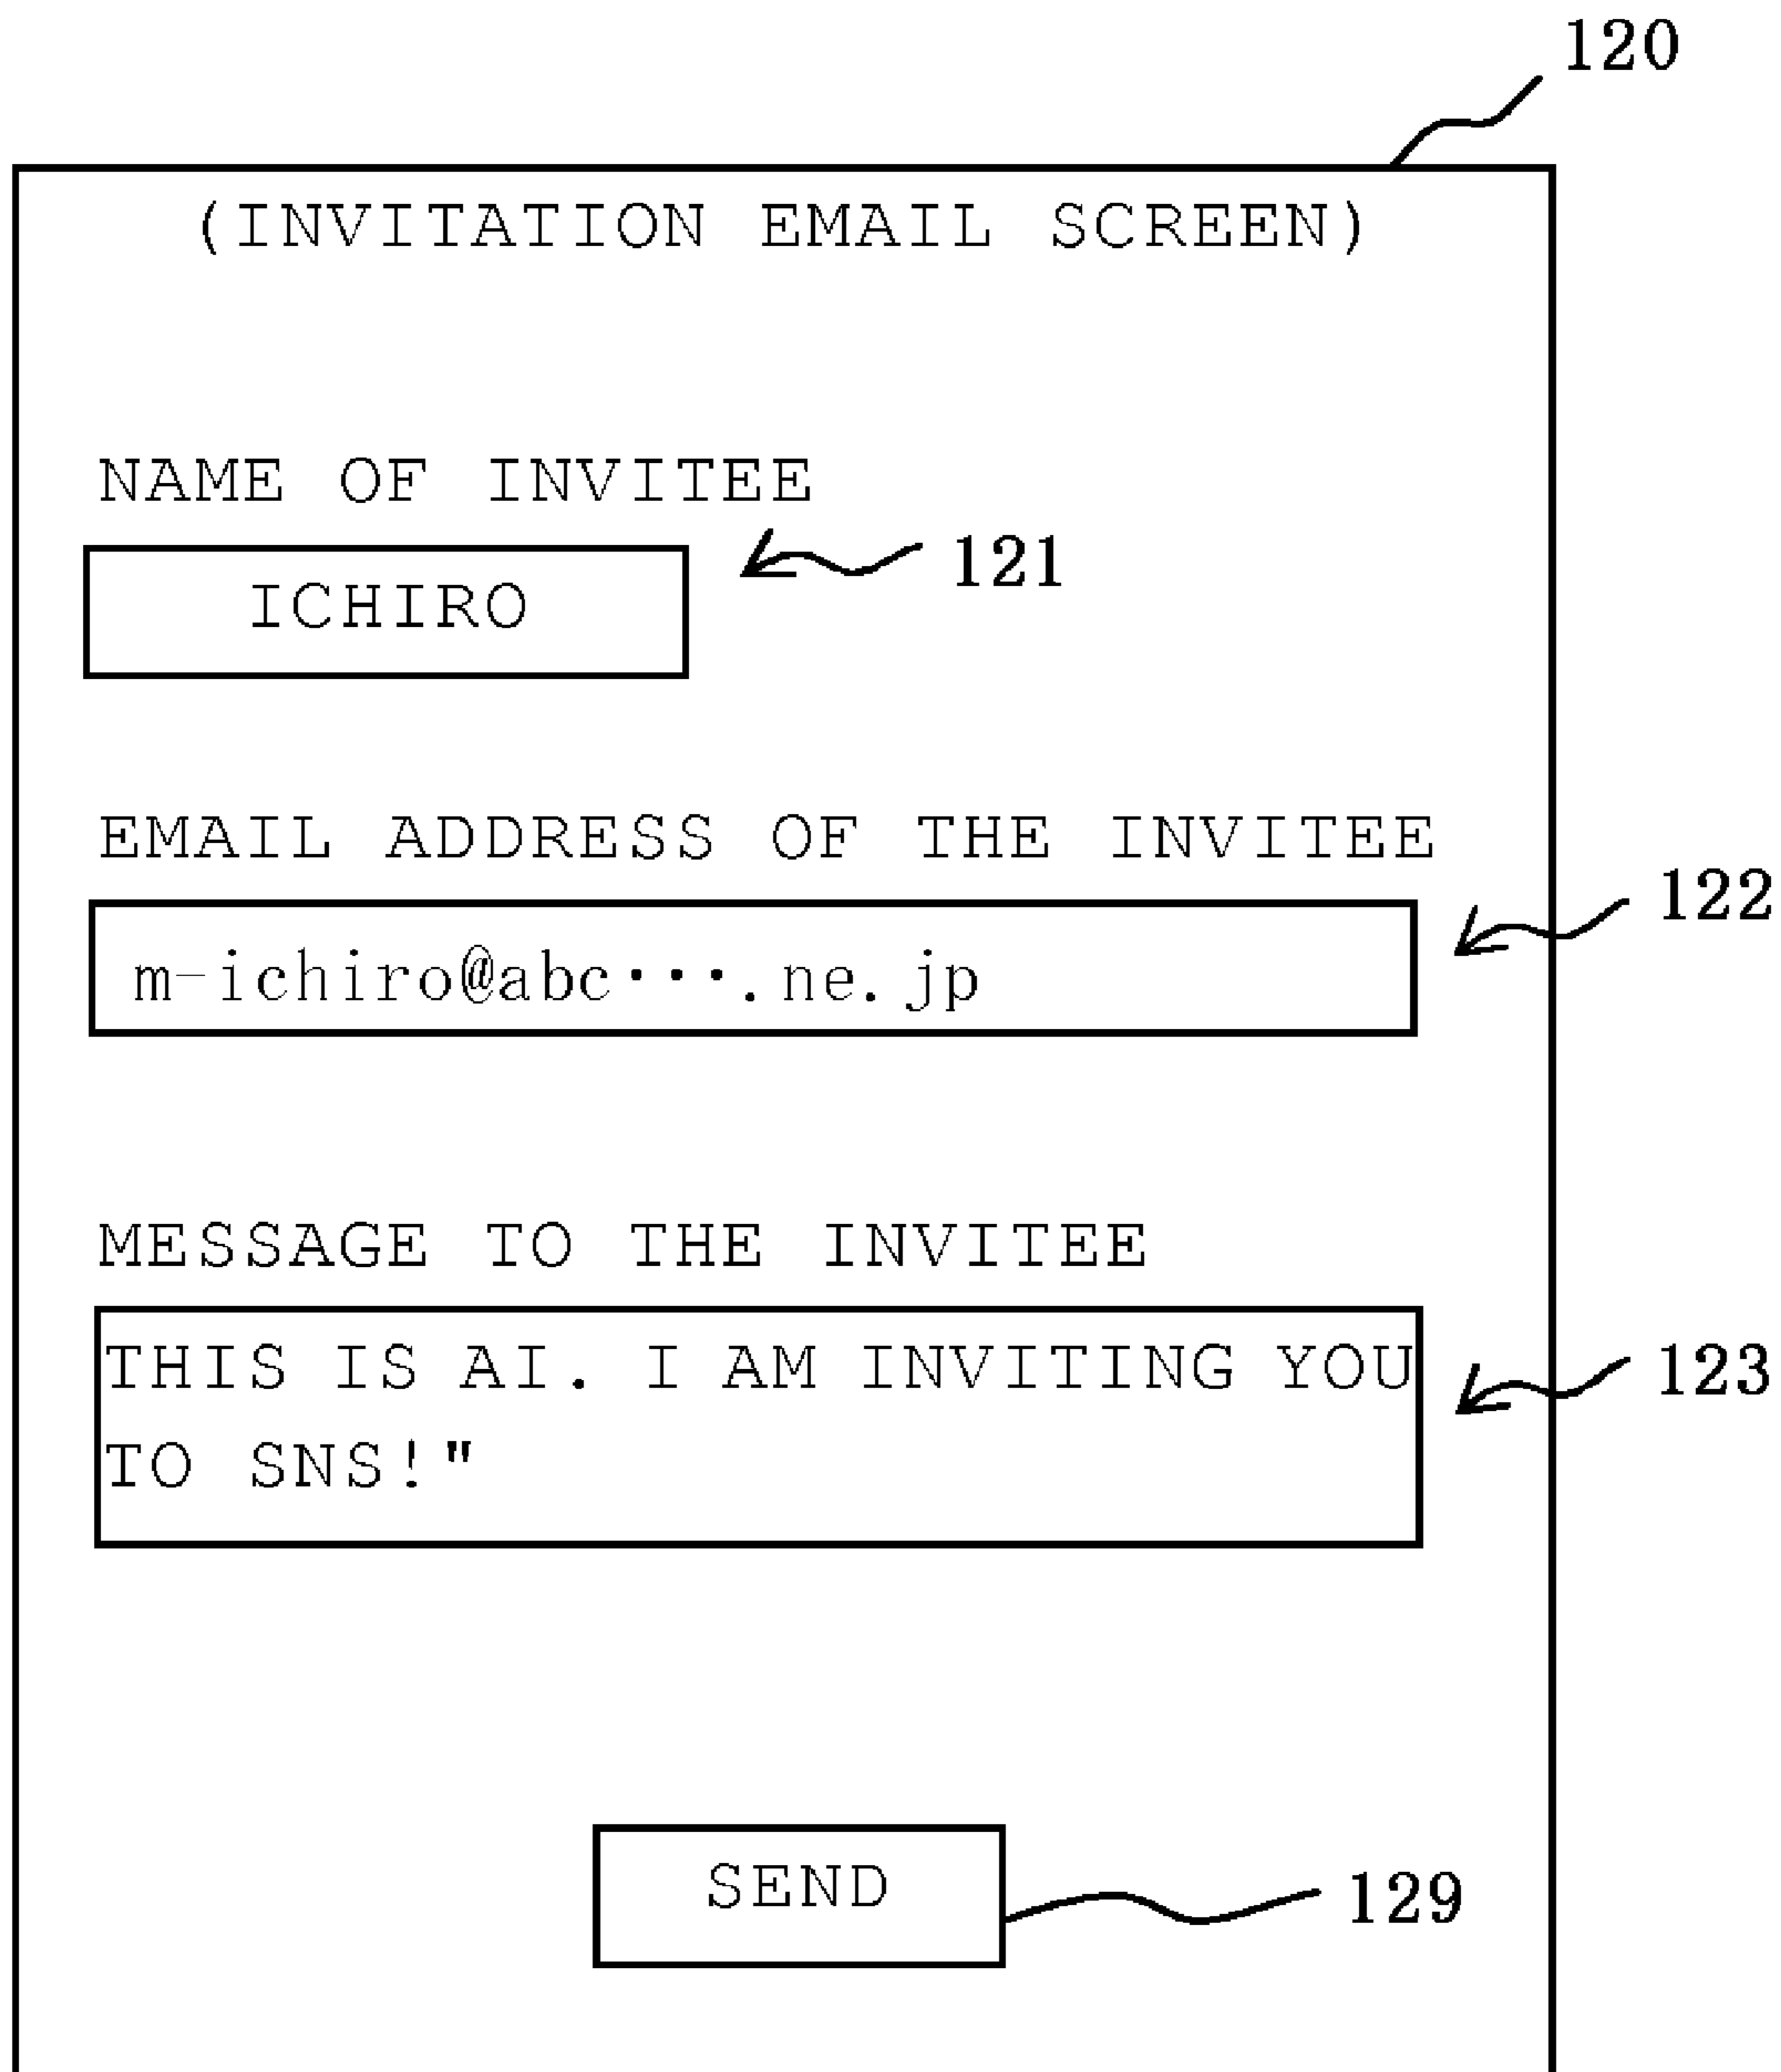 120
(INVITATION EMAIL SCREEN)
NAME OF INVITEE
ICHIRO
121
EMAIL ADDRESS OF THE INVITEE
m-ichiro@abc・・・.ne.jp
122
MESSAGE TO THE INVITEE
THIS IS AI. I AM INVITING YOU
TO SNS!"
123
SEND
129